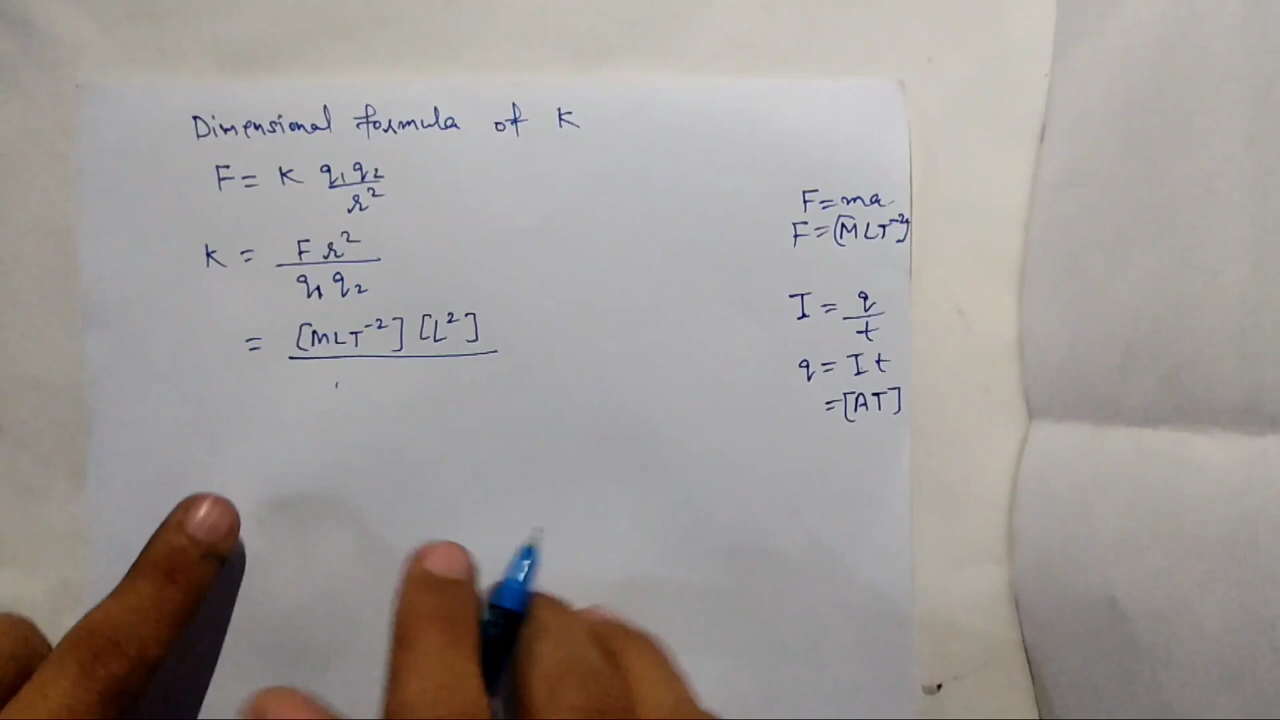 Dimensional formula of K
F = K q₁q₂/r²
K = Fr²/q₁q₂
= [MLT⁻²] [L²]
F = ma
F = [MLT⁻²]
I = q/t
q = It
= [AT]